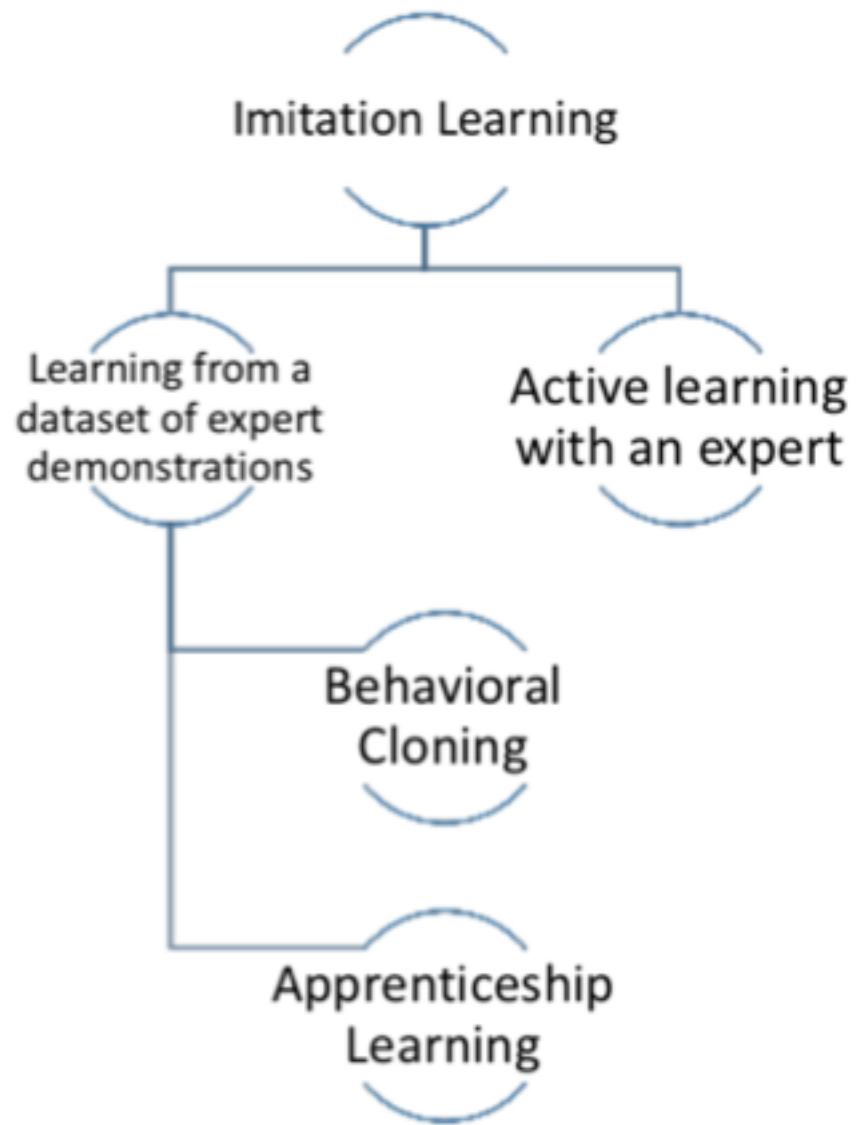 Imitation Learning
Learning from a
dataset of expert
demonstrations
Active learning
with an expert
Behavioral
Cloning
Apprenticeship
Learning